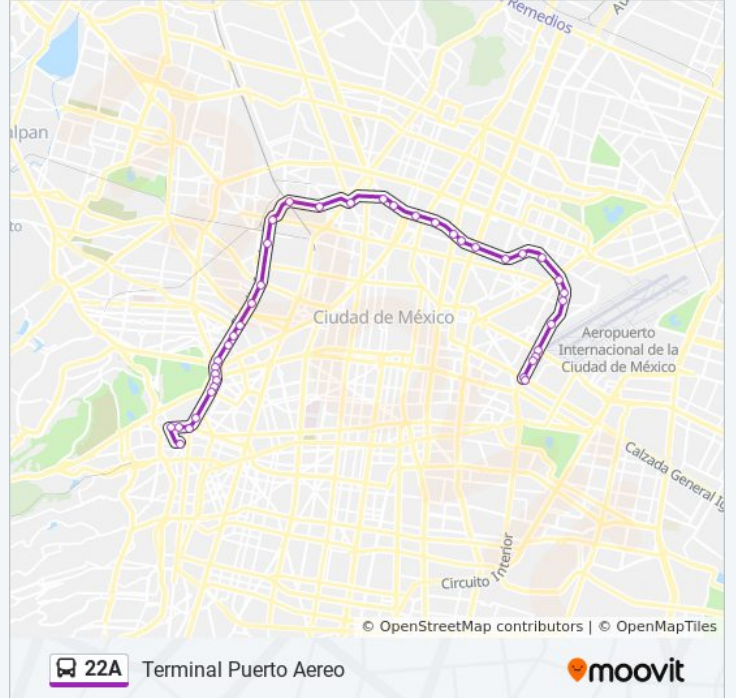 Remedios
Au
alpan
to
Ciudad de México
Aeropuerto
Internacional de la
Ciudad de México
Calzada General Ig
Circuito Interior
© OpenStreetMap contributors | © OpenMapTiles
22A Terminal Puerto Aereo moovit